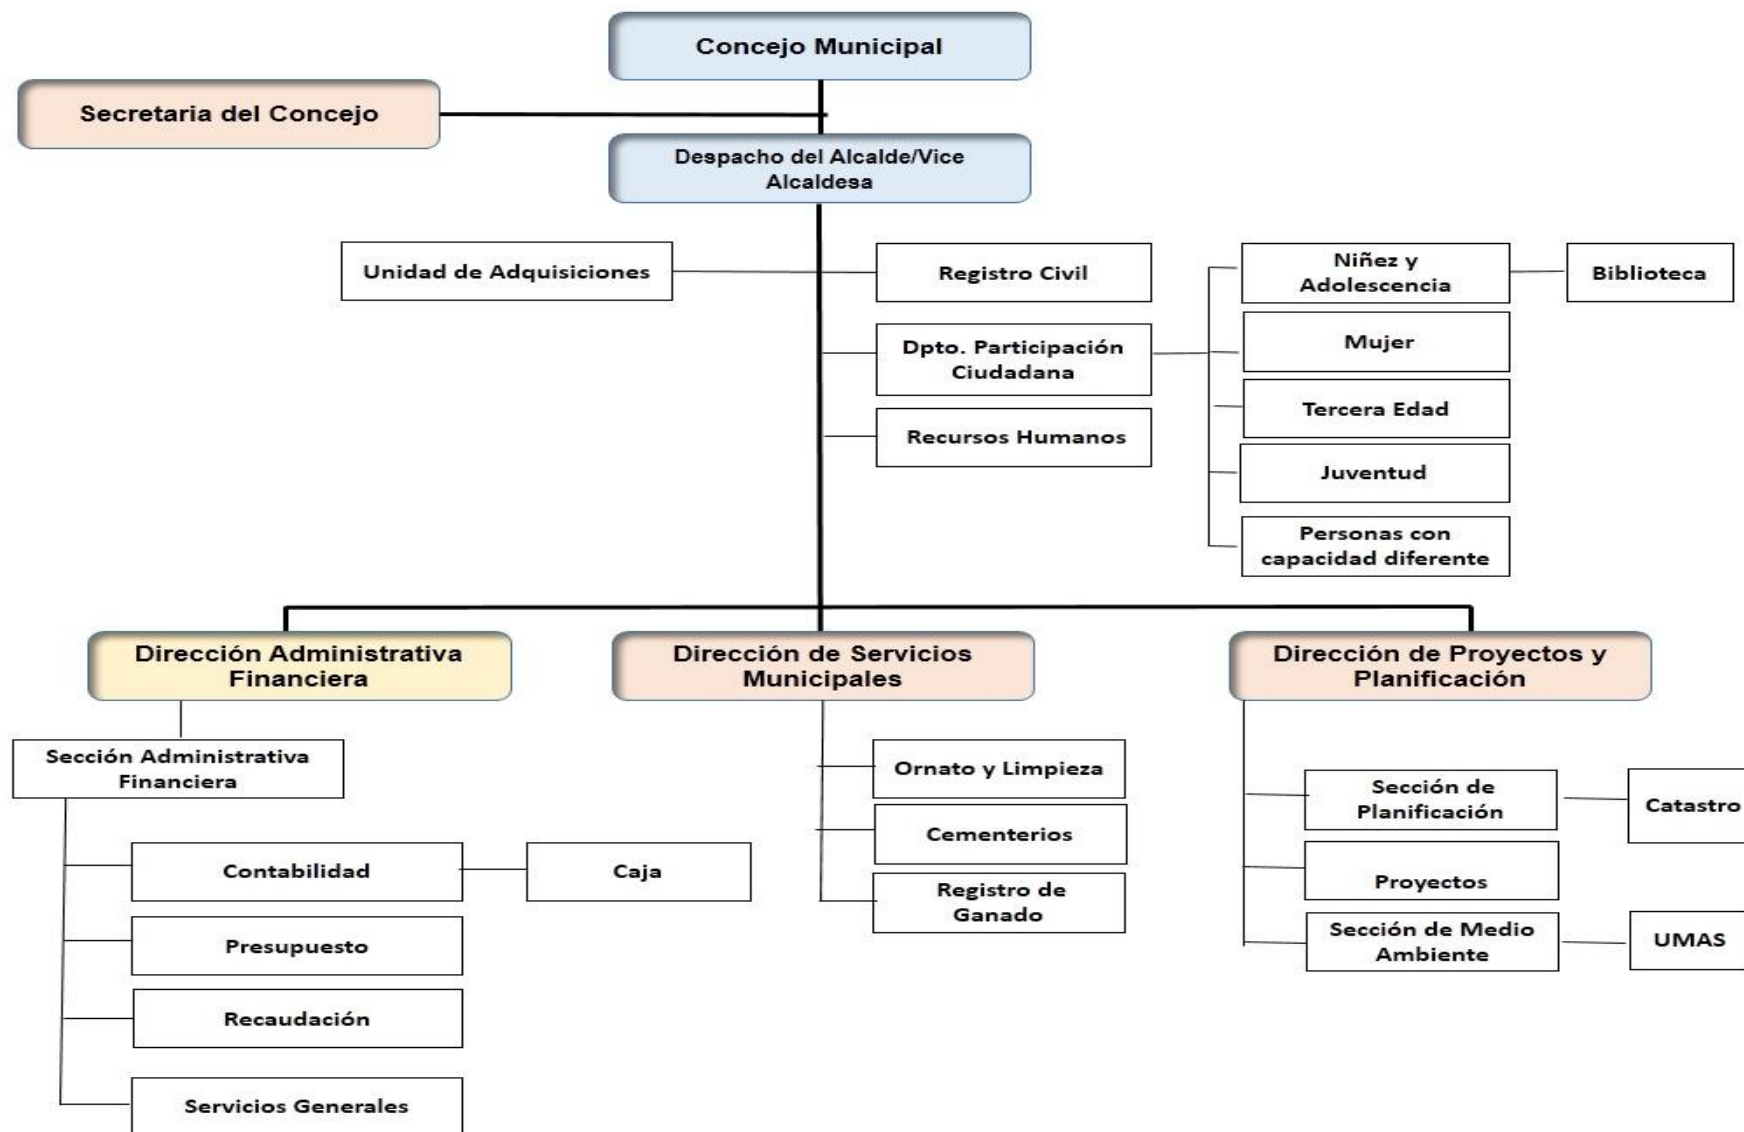 Concejo Municipal
Secretaria del Concejo
Despacho del Alcalde/Vice
Alcaldesa
Unidad de Adquisiciones
Registro Civil
Niñez y
Adolescencia
Biblioteca
Dpto. Participación
Ciudadana
Mujer
Tercera Edad
Recursos Humanos
Juventud
Personas con
capacidad diferente
Dirección Administrativa
Financiera
Dirección de Servicios
Municipales
Dirección de Proyectos y
Planificación
Sección Administrativa
Financiera
Contabilidad
Caja
Presupuesto
Recaudación
Servicios Generales
Ornato y Limpieza
Cementerios
Registro de
Ganado
Sección de
Planificación
Catastro
Proyectos
Sección de Medio
Ambiente
UMAS